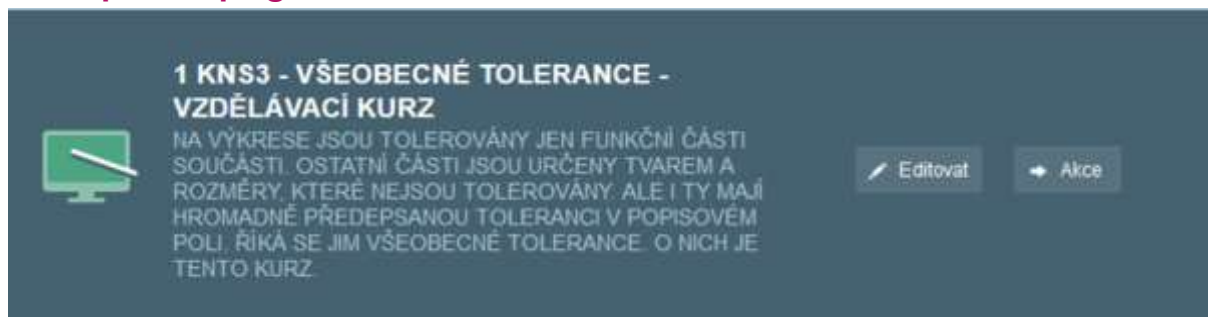 1 KNS3 - VŠEOBECNÉ TOLERANCE -
VZDĚLÁVACÍ KURZ
NA VÝKRESE JSOU TOLEROVÁNY JEN FUNKČNÍ ČÁSTI
SOUČÁSTI. OSTATNÍ ČÁSTI JSOU URČENY TVAREM A
ROZMĚRY, KTERÉ NEJSOU TOLEROVÁNY. ALE I TY MAJÍ
HROMADNĚ PŘEDEPSANOU TOLERANCI V POPISOVÉM
POLI, ŘÍKÁ SE JIM VŠEOBECNÉ TOLERANCE. O NICH JE
TENTO KURZ.
Editovat
Akce